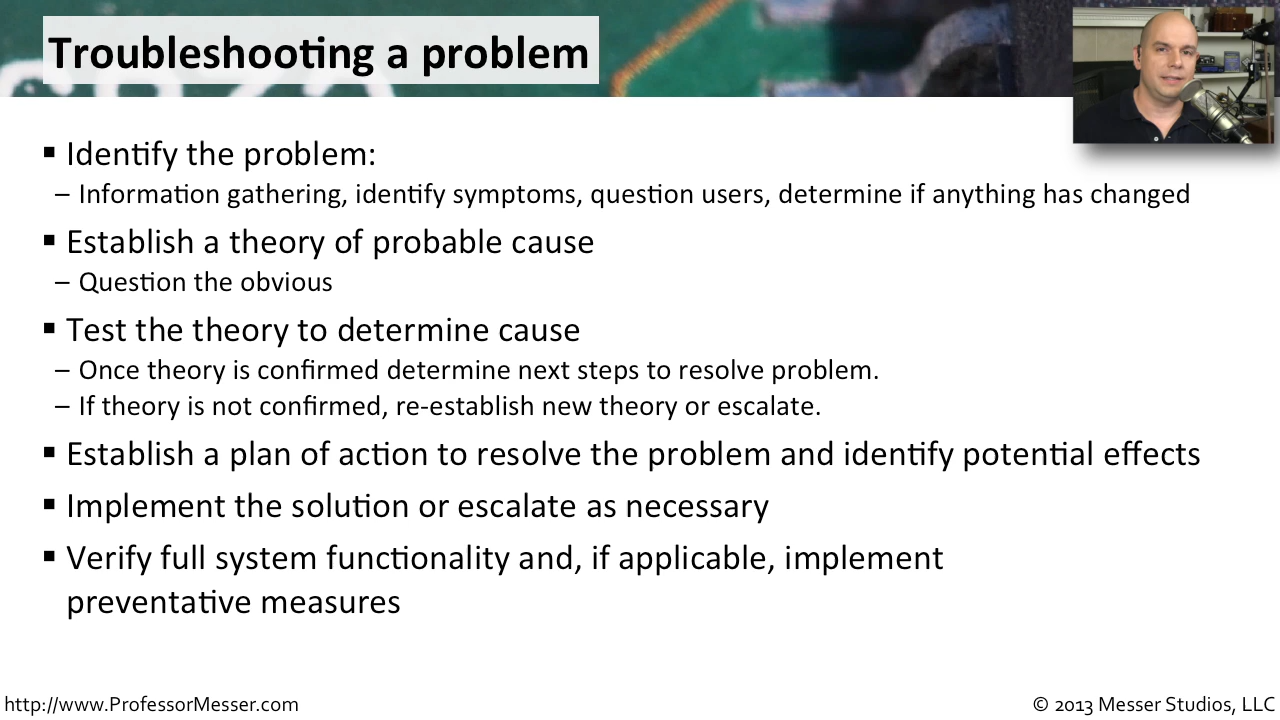 Troubleshooting a problem
▪ Identify the problem:
– Information gathering, identify symptoms, question users, determine if anything has changed
▪ Establish a theory of probable cause
– Question the obvious
▪ Test the theory to determine cause
– Once theory is confirmed determine next steps to resolve problem.
– If theory is not confirmed, re-establish new theory or escalate.
▪ Establish a plan of action to resolve the problem and identify potential effects
▪ Implement the solution or escalate as necessary
▪ Verify full system functionality and, if applicable, implement
preventative measures
http://www.ProfessorMesser.com
© 2013 Messer Studios, LLC